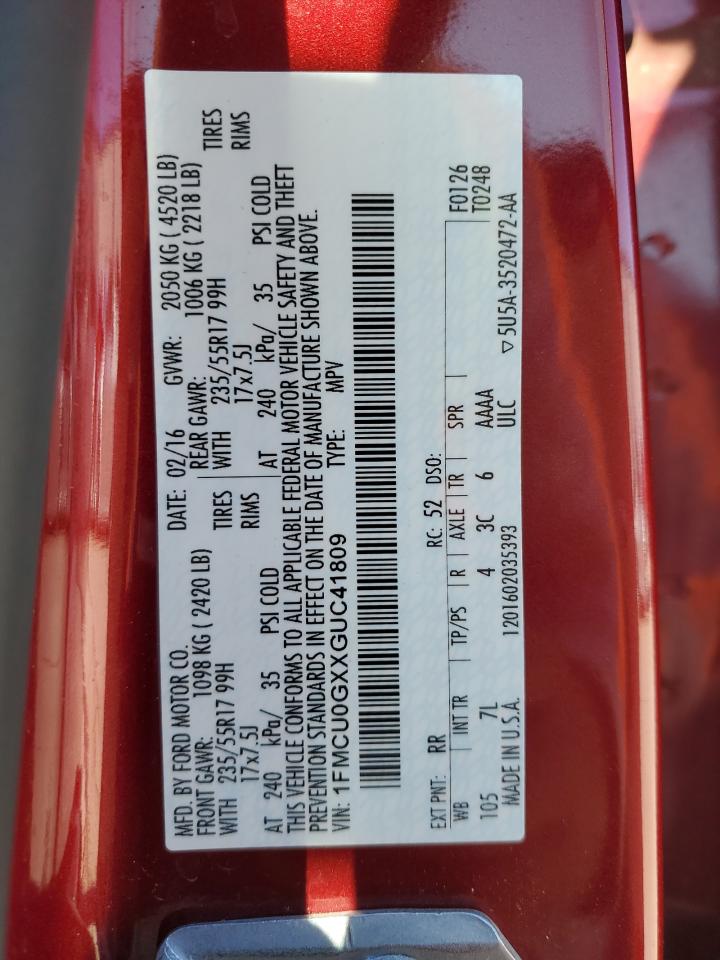 MFD. BY FORD MOTOR CO. DATE: 02/16 GVWR: 2050 KG ( 4520 LB)
FRONT GAWR: 1098 KG ( 2420 LB) REAR GAWR: 1006 KG ( 2218 LB)
WITH 235/55R17 99H TIRES WITH 235/55R17 99H TIRES
17x7.5J RIMS 17x7.5J RIMS
AT 240 kPa/ 35 PSI COLD AT 240 kPa/ 35 PSI COLD
THIS VEHICLE CONFORMS TO ALL APPLICABLE FEDERAL MOTOR VEHICLE SAFETY AND THEFT
PREVENTION STANDARDS IN EFFECT ON THE DATE OF MANUFACTURE SHOWN ABOVE.
VIN: 1FMCU0GXXGUC41809 TYPE: MPV
EXT PNT: RR RC: 52 DSO: F0126
WB INT TR TP/PS R AXLE TR SPR T0248
105 7L 4 3C 6 AAAA
MADE IN U.S.A. 1201602035393 ULC ▽ 5U5A-3520472-AA